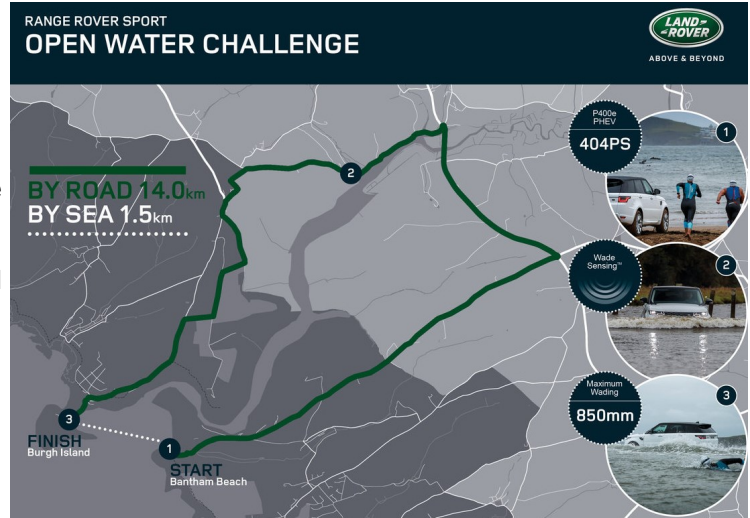 RANGE ROVER SPORT
OPEN WATER CHALLENGE
LAND-
ROVER
ABOVE & BEYOND
BY ROAD 14.0km
BY SEA 1.5km
P400e
PHEV
404PS
1
2
Wade
Sensing™
2
Maximum
Wading
850mm
3
3
FINISH
Burgh Island
1
START
Bantham Beach